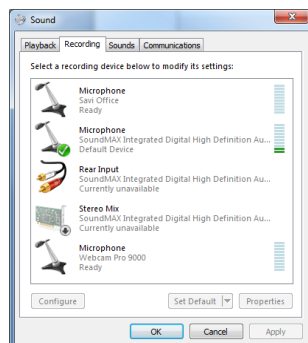 Sound
Playback Recording Sounds Communications
Select a recording device below to modify its settings:
Microphone
Savi Office
Ready
Microphone
SoundMAX Integrated Digital High Definition Au...
Default Device
Rear Input
SoundMAX Integrated Digital High Definition Au...
Currently unavailable
Stereo Mix
SoundMAX Integrated Digital High Definition Au...
Currently unavailable
Microphone
Webcam Pro 9000
Ready
Configure Set Default Properties
OK Cancel Apply